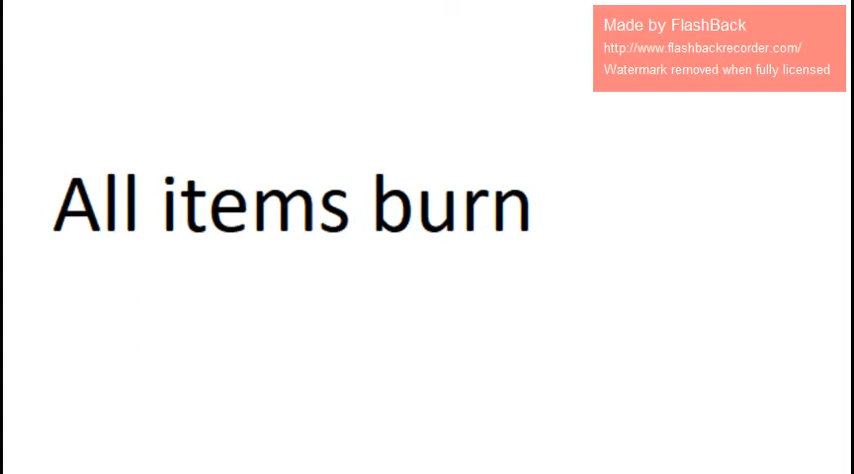 Made by FlashBack
http://www.flashbackrecorder.com/
Watermark removed when fully licensed
All items burn